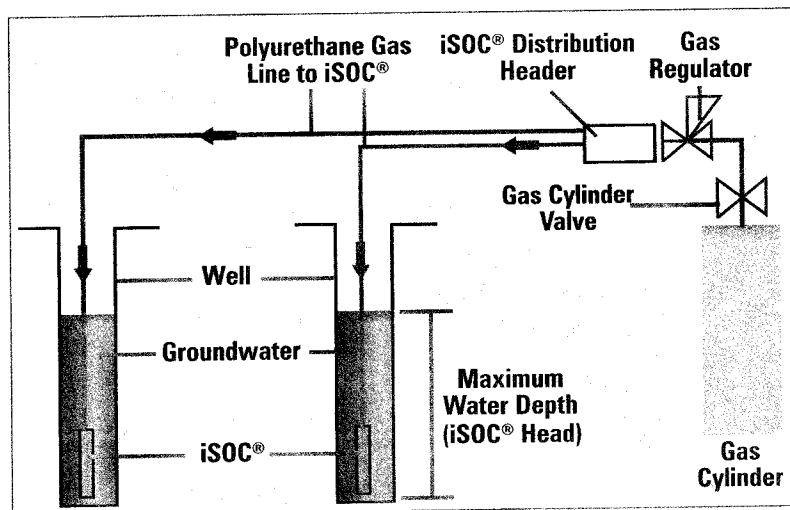 Polyurethane Gas
Line to iSOC®
iSOC® Distribution
Header
Gas
Regulator
Gas Cylinder
Valve
Well
Groundwater
Maximum
Water Depth
(iSOC® Head)
iSOC®
Gas
Cylinder